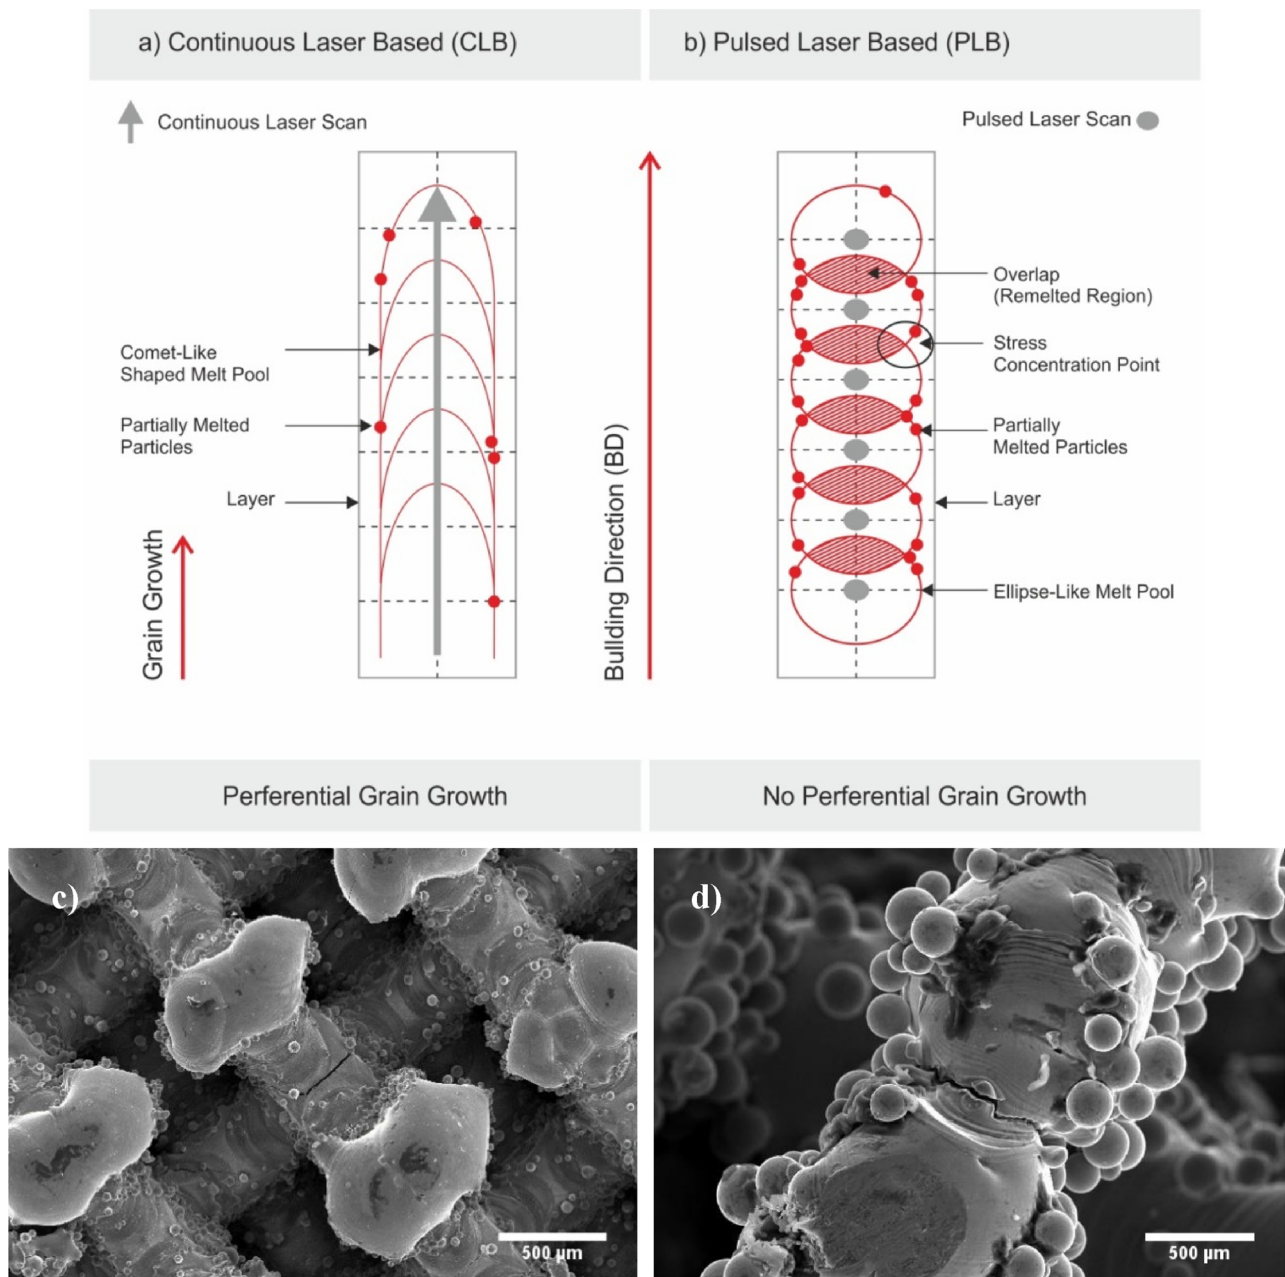 a) Continuous Laser Based (CLB)
b) Pulsed Laser Based (PLB)
Continuous Laser Scan
Pulsed Laser Scan
Comet-Like
Shaped Melt Pool
Partially Melted
Particles
Layer
Grain Growth
Bullding Direction (BD)
Overlap
(Remelted Region)
Stress
Concentration Point
Partially
Melted Particles
Layer
Ellipse-Like Melt Pool
Perferential Grain Growth
No Perferential Grain Growth
c)
500 µm
d)
500 µm